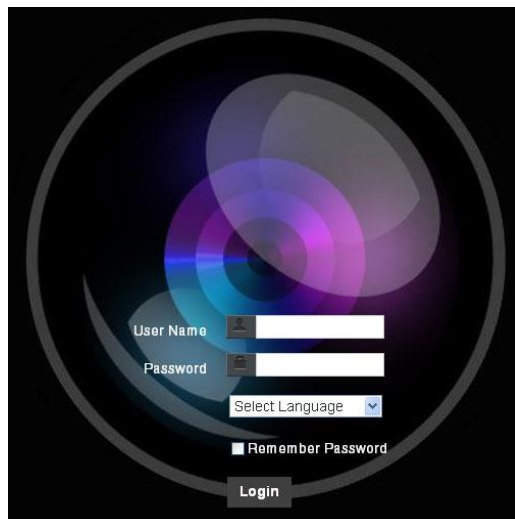 User Name
Password
Select Language
Remember Password
Login